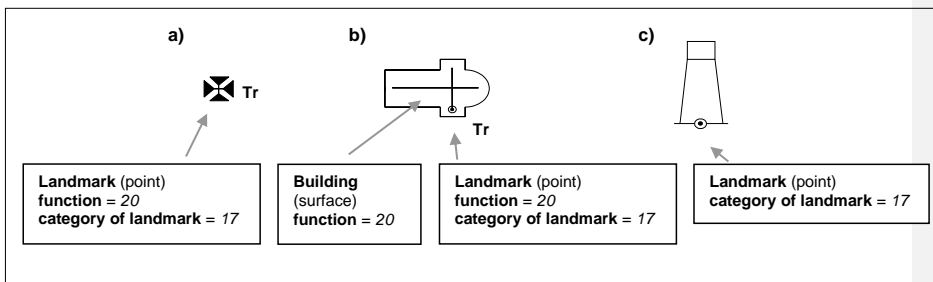 a)
b)
c)
Tr
Tr
Landmark (point)
function = 20
category of landmark = 17
Building
(surface)
function = 20
Landmark (point)
function = 20
category of landmark = 17
Landmark (point)
category of landmark = 17